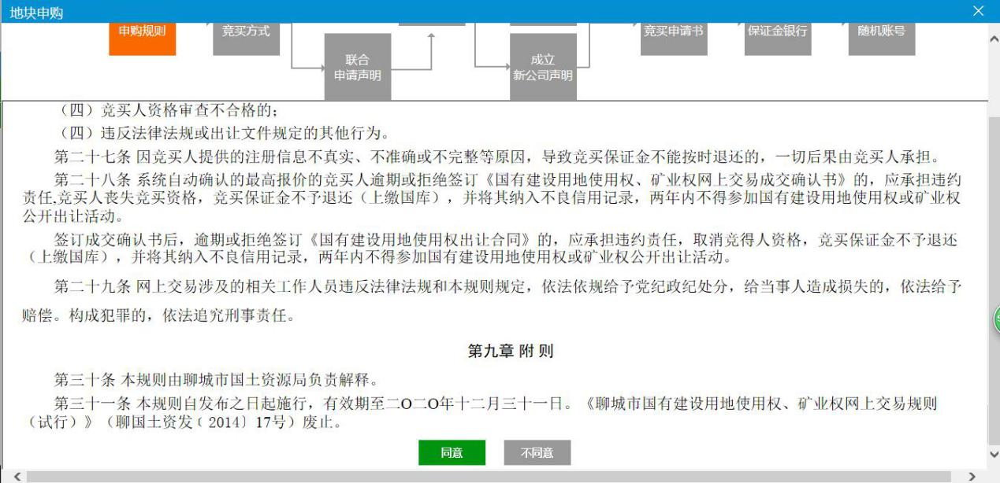 地块申购
申购规则
竞买方式
联合
申请声明
成立
新公司声明
竞买申请书
保证金银行
随机账号
（四）竞买人资格审查不合格的；
（四）违反法律法规或出让文件规定的其他行为。
第二十七条 因竞买人提供的注册信息不真实、不准确或不完整等原因，导致竞买保证金不能按时退还的，一切后果由竞买人承担。
第二十八条 系统自动确认的最高报价的竞买人逾期或拒绝签订《国有建设用地使用权、矿业权网上交易成交确认书》的，应承担违约
责任,竞买人丧失竞买资格，竞买保证金不予退还（上缴国库），并将其纳入不良信用记录，两年内不得参加国有建设用地使用权或矿业权
公开出让活动。
签订成交确认书后，逾期或拒绝签订《国有建设用地使用权出让合同》的，应承担违约责任，取消竞得人资格，竞买保证金不予退还
（上缴国库），并将其纳入不良信用记录，两年内不得参加国有建设用地使用权或矿业权公开出让活动。
第二十九条 网上交易涉及的相关工作人员违反法律法规和本规则规定，依法依规给予党纪政纪处分，给当事人造成损失的，依法给予
赔偿。构成犯罪的，依法追究刑事责任。
第九章 附 则
第三十条 本规则由聊城市国土资源局负责解释。
第三十一条 本规则自发布之日起施行，有效期至二O二O年十二月三十一日。《聊城市国有建设用地使用权、矿业权网上交易规则
（试行）》（聊国土资发﹝2014〕17号）废止。
同意
不同意